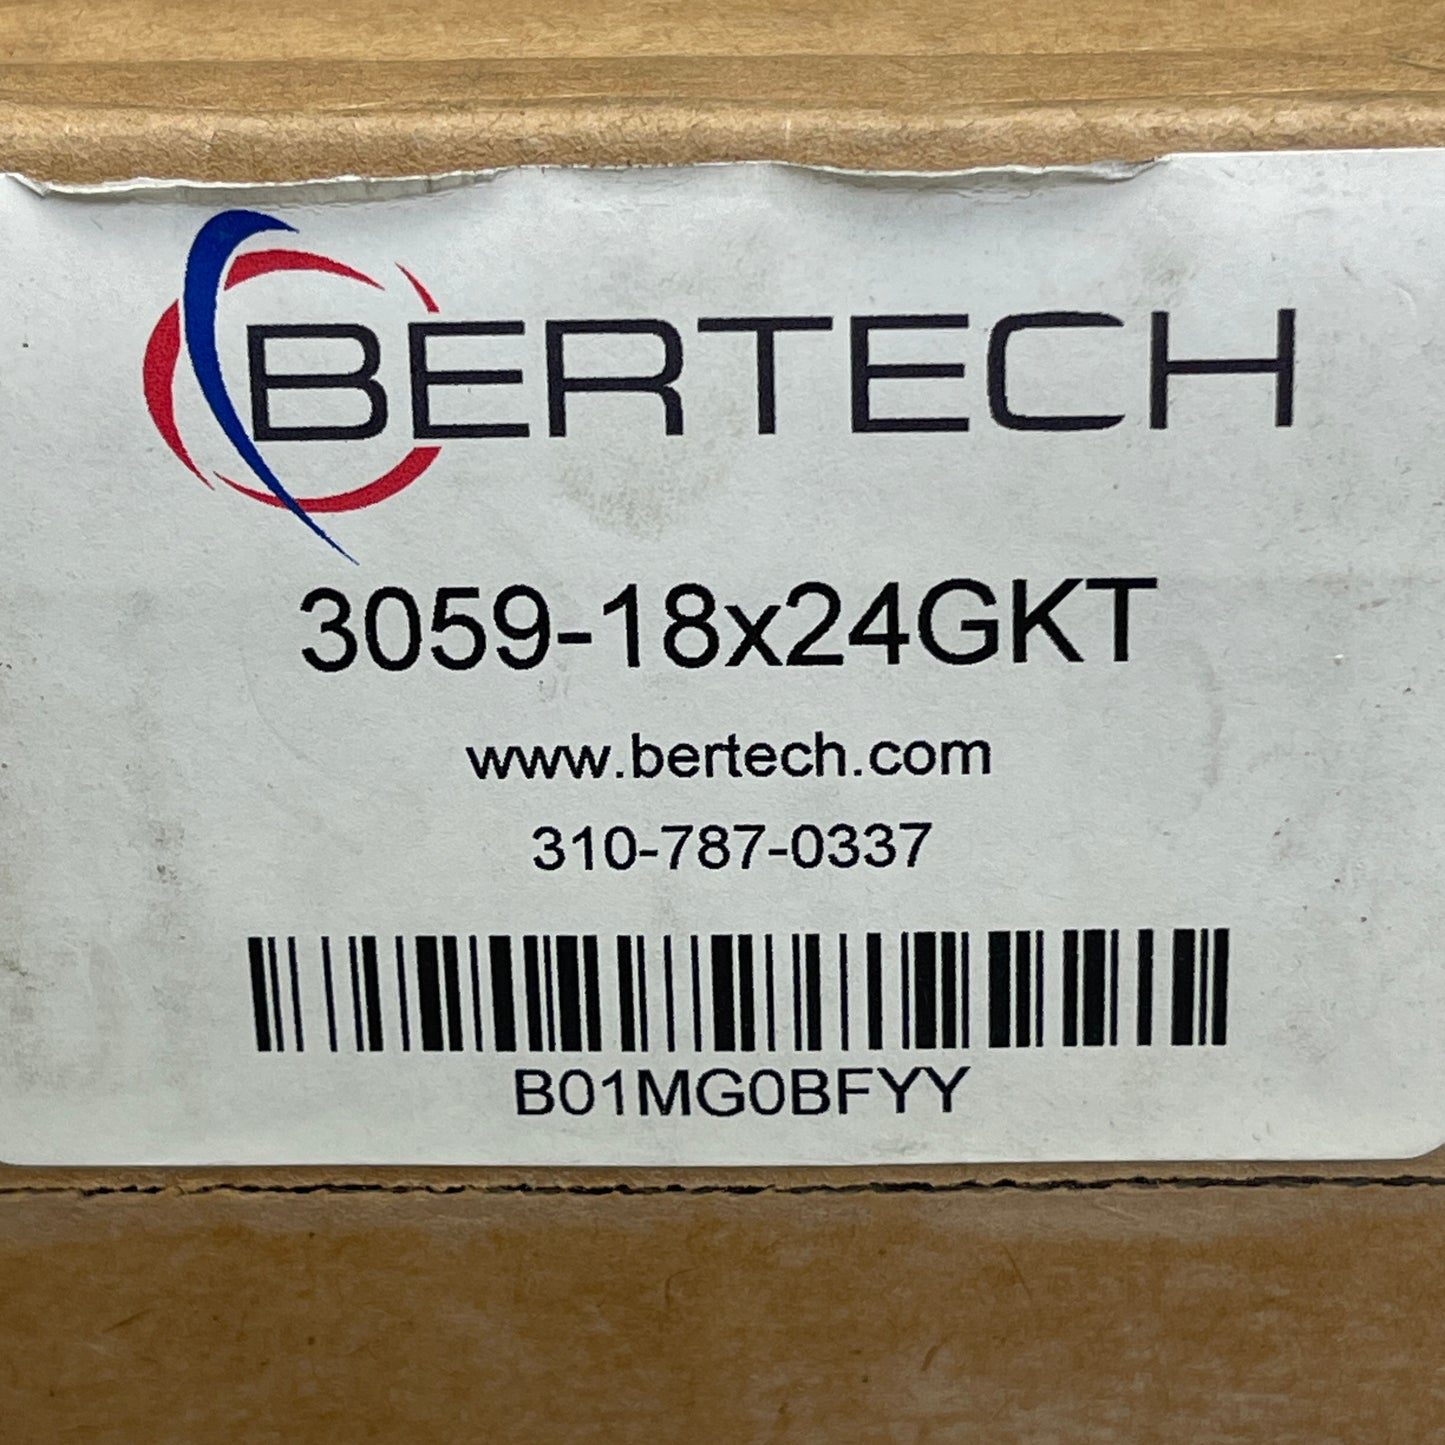 BERTECH
3059-18x24GKT
www.bertech.com
310-787-0337
B01MG0BFYY